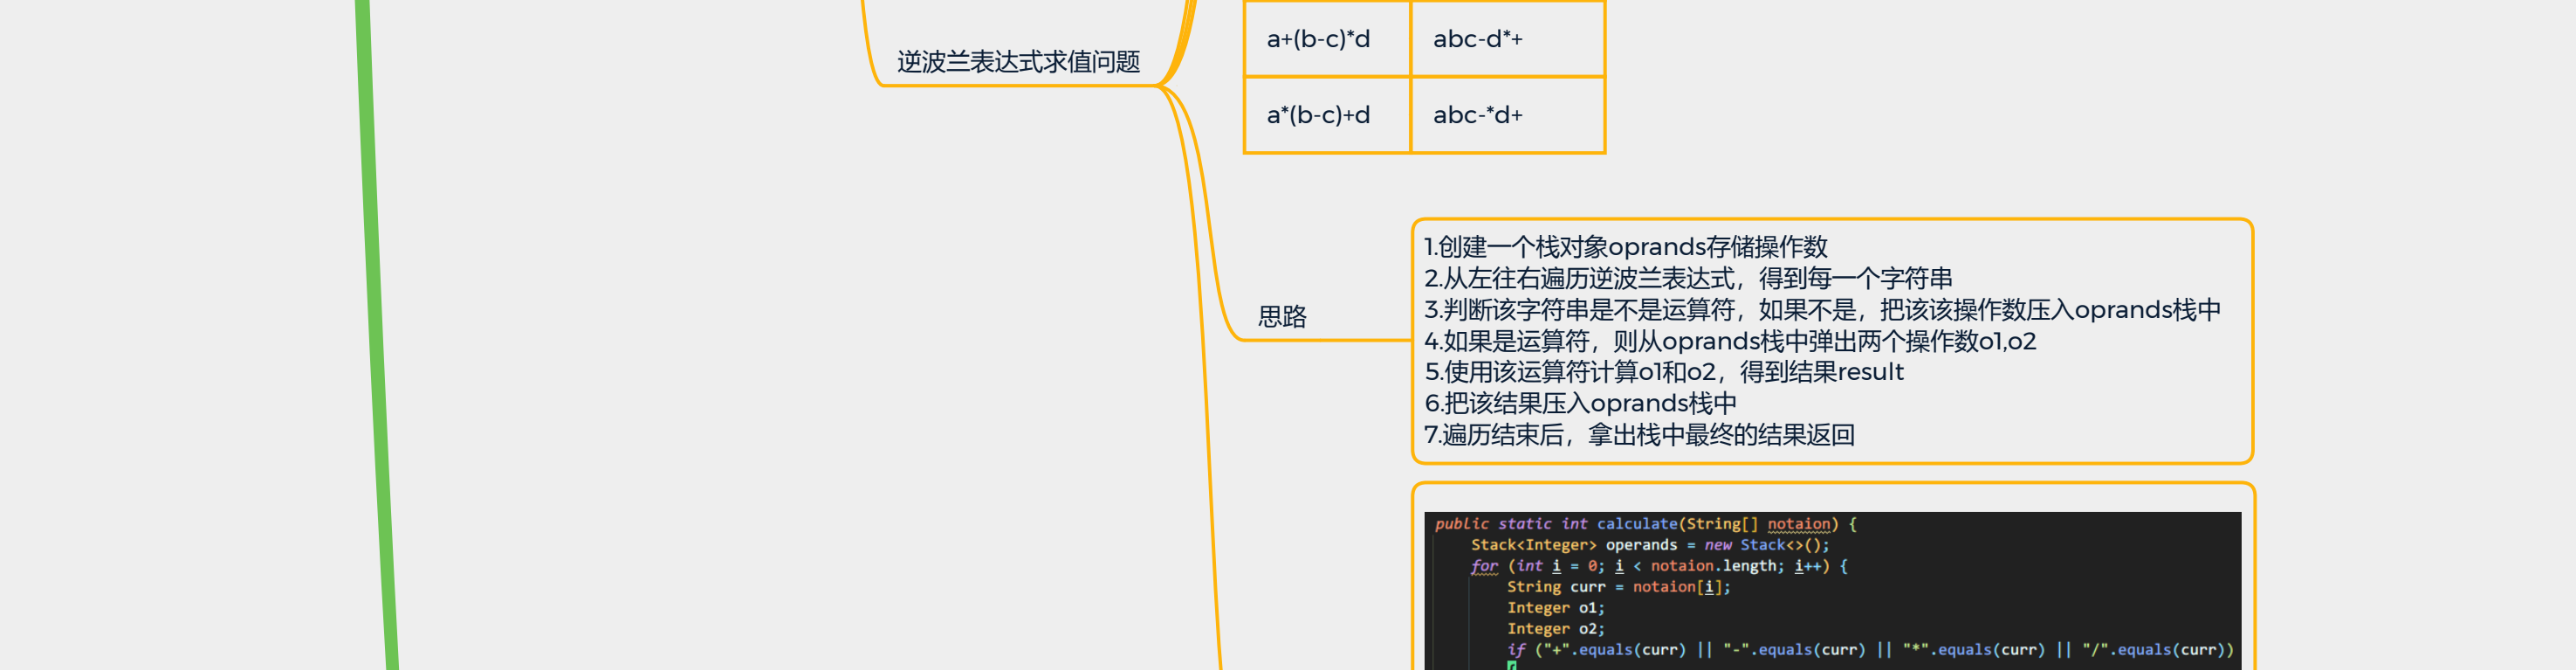 逆波兰表达式求值问题
a+(b-c)*d abc-d*+
a*(b-c)+d abc-*d+
思路
1.创建一个栈对象oprands存储操作数
2.从左往右遍历逆波兰表达式，得到每一个字符串
3.判断该字符串是不是运算符，如果不是，把该该操作数压入oprands栈中
4.如果是运算符，则从oprands栈中弹出两个操作数o1,o2
5.使用该运算符计算o1和o2，得到结果result
6.把该结果压入oprands栈中
7.遍历结束后，拿出栈中最终的结果返回
public static int calculate(String[] notaion) {
Stack<Integer> operands = new Stack<>();
for (int i = 0; i < notaion.length; i++) {
String curr = notaion[i];
Integer o1;
Integer o2;
if ("+".equals(curr) || "-".equals(curr) || "*".equals(curr) || "/".equals(curr))